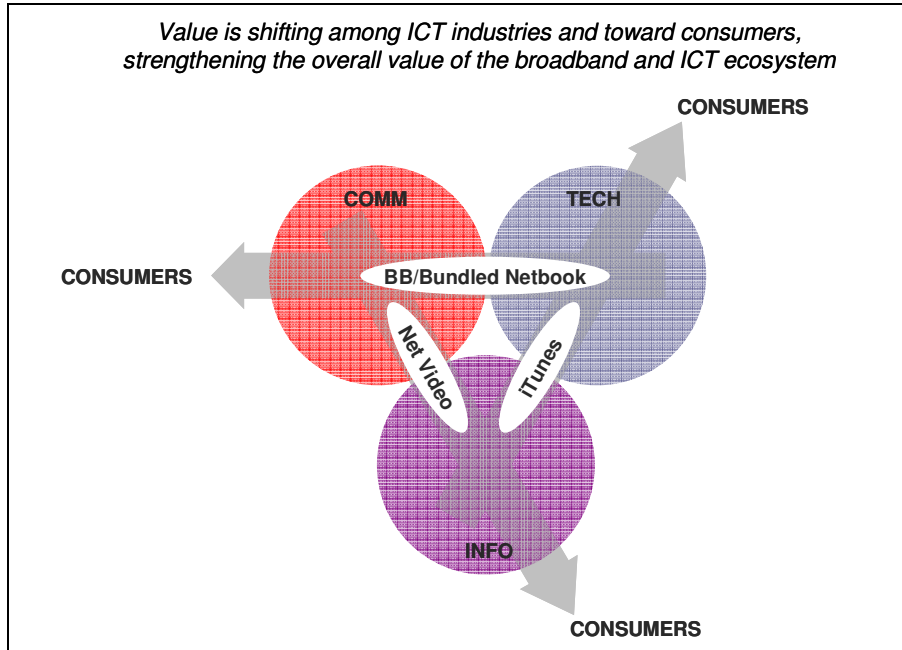 Value is shifting among ICT industries and toward consumers,
strengthening the overall value of the broadband and ICT ecosystem
CONSUMERS
COMM
TECH
CONSUMERS
BB/Bundled Netbook
Net Video
iTunes
INFO
CONSUMERS